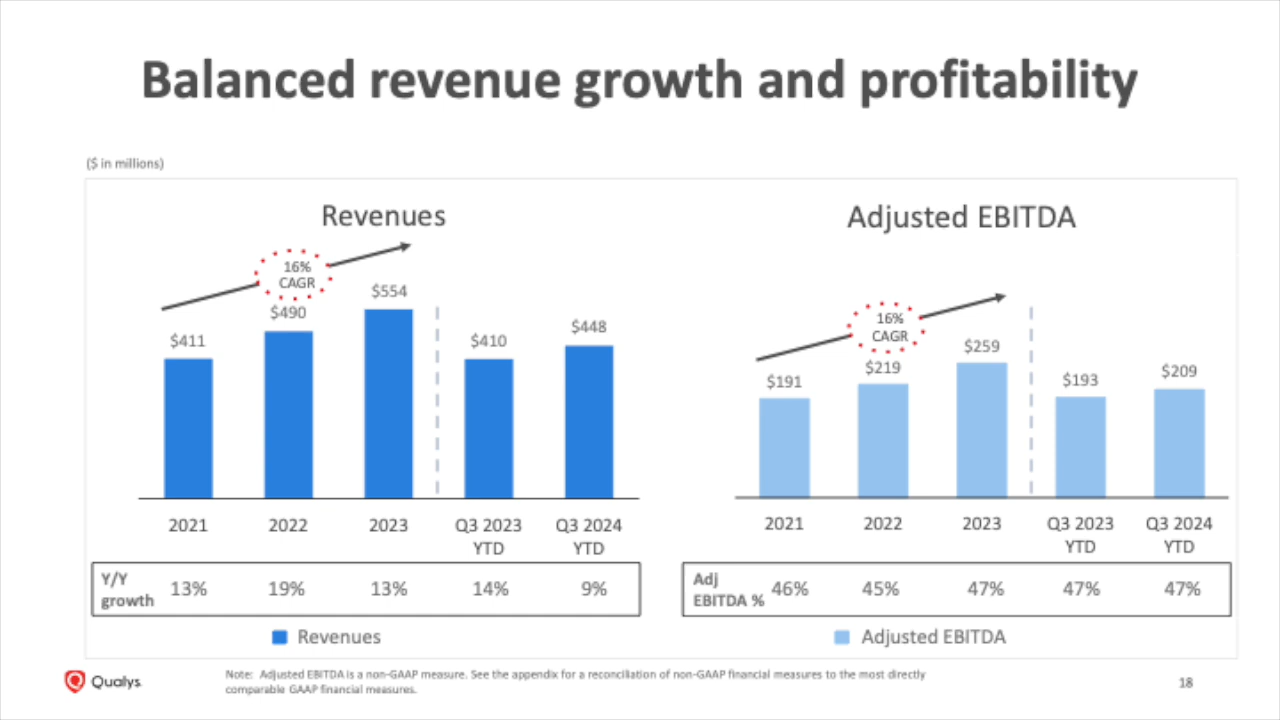 Balanced revenue growth and profitability
($ in millions)
Revenues
16%
CAGR
$411
$490
$554
$410
$448
2021
2022
2023
Q3 2023
YTD
Q3 2024
YTD
Y/Y
growth
13%
19%
13%
14%
9%
Revenues
Adjusted EBITDA
16%
CAGR
$191
$219
$259
$193
$209
2021
2022
2023
Q3 2023
YTD
Q3 2024
YTD
Adj
EBITDA %
46%
45%
47%
47%
47%
Adjusted EBITDA
Qualys.
Note: Adjusted EBITDA is a non-GAAP measure. See the appendix for a reconciliation of non-GAAP financial measures to the most directly
comparable GAAP financial measures.
18